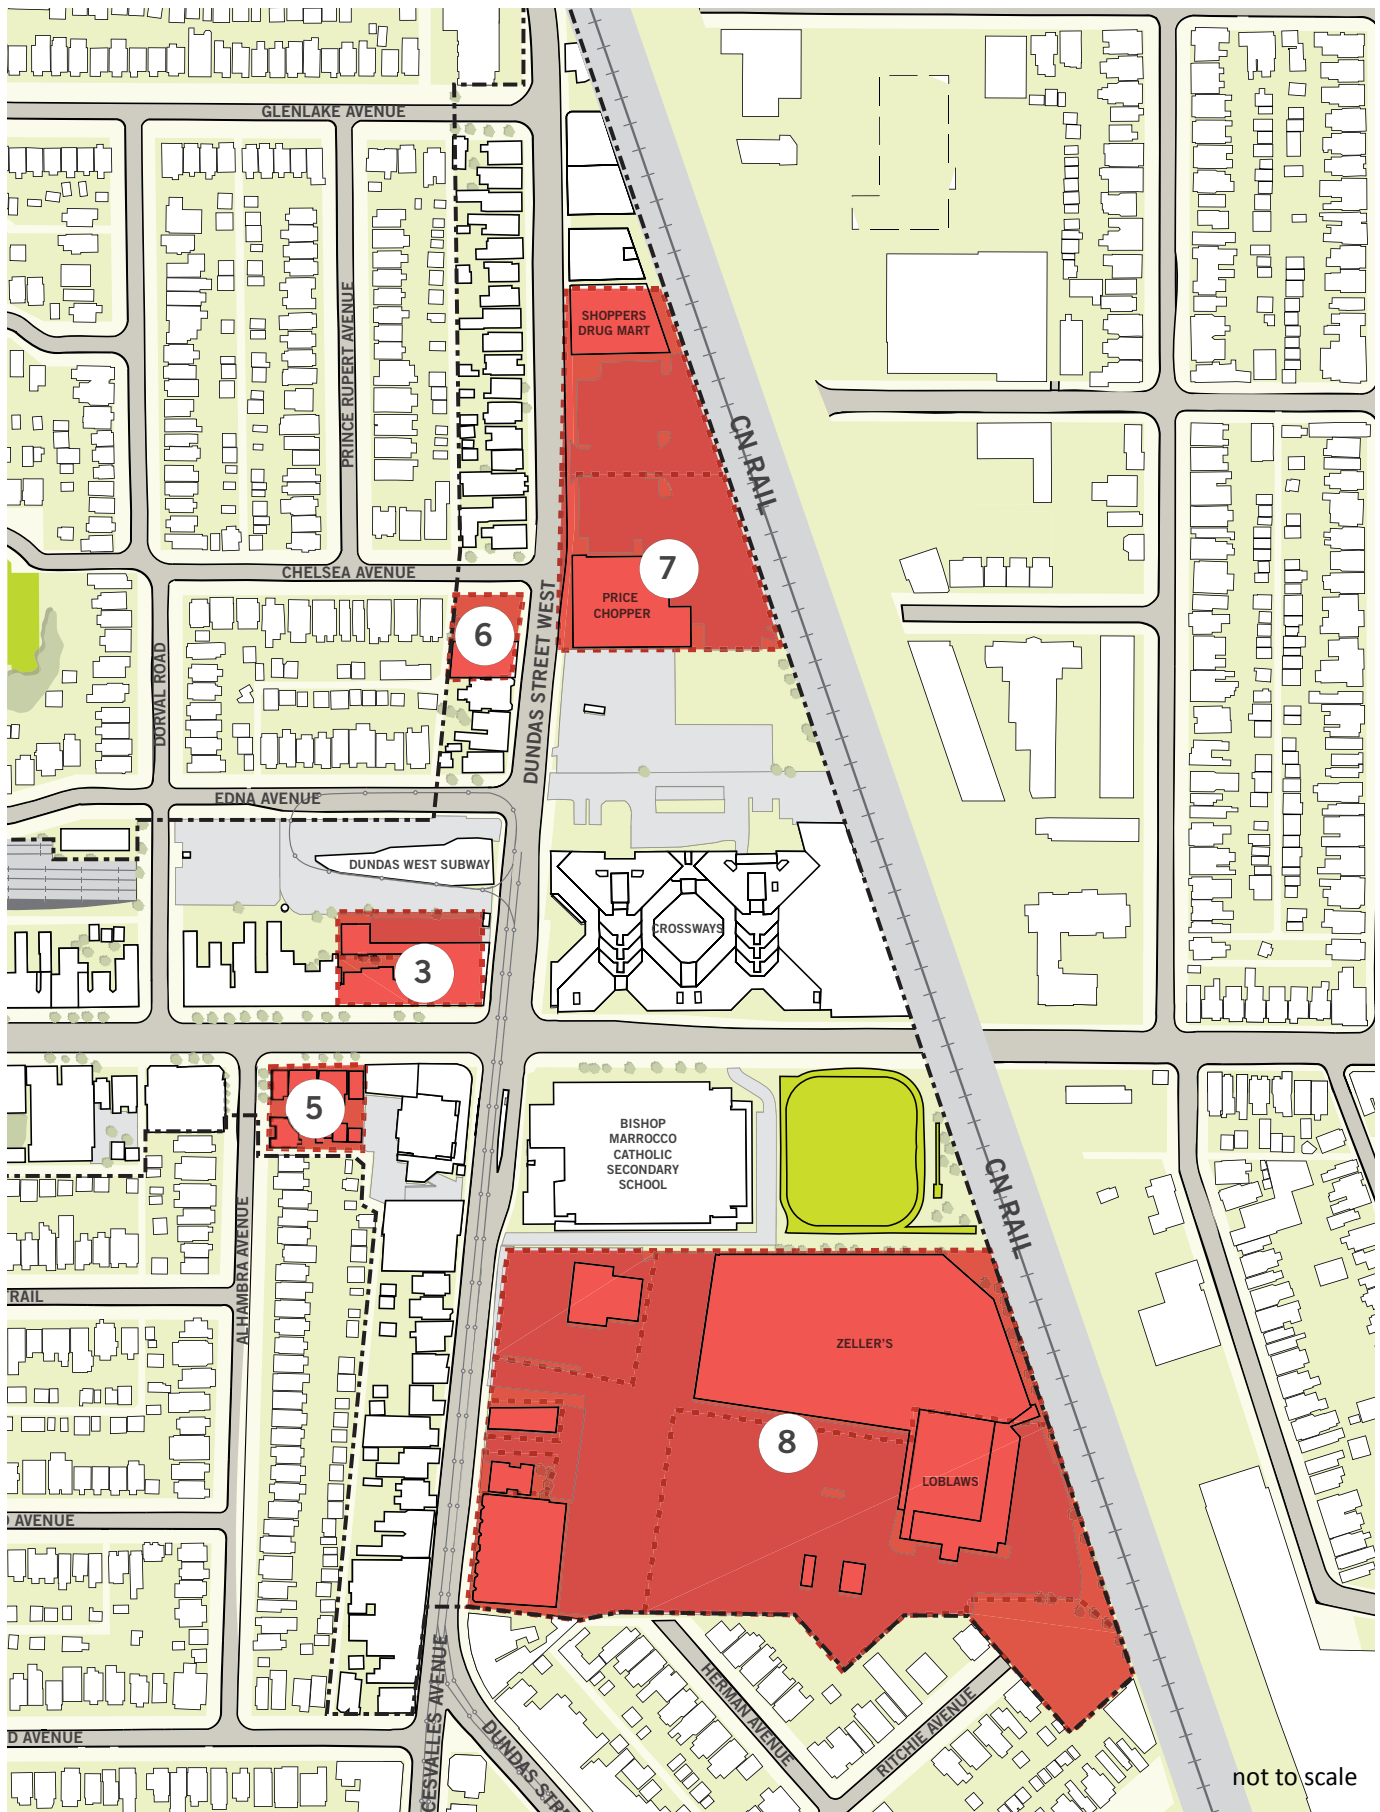 GLENLAKE AVENUE
PRINCE RUPERT AVENUE
SHOPPERS
DRUG MART
CN RAIL
CHELSEA AVENUE
7
PRICE
CHOPPER
6
DORVAL ROAD
DUNDAS STREET WEST
EDNA AVENUE
DUNDAS WEST SUBWAY
CROSSWAYS
3
5
BISHOP
MARROCCO
CATHOLIC
SECONDARY
SCHOOL
CN RAIL
ALHAMBRA AVENUE
RAIL
ZELLER'S
8
LOBLAWS
AVENUE
CESVALLES AVENUE
HERMAN AVENUE
RITCHIE AVENUE
D AVENUE
DUNDAS STR
not to scale